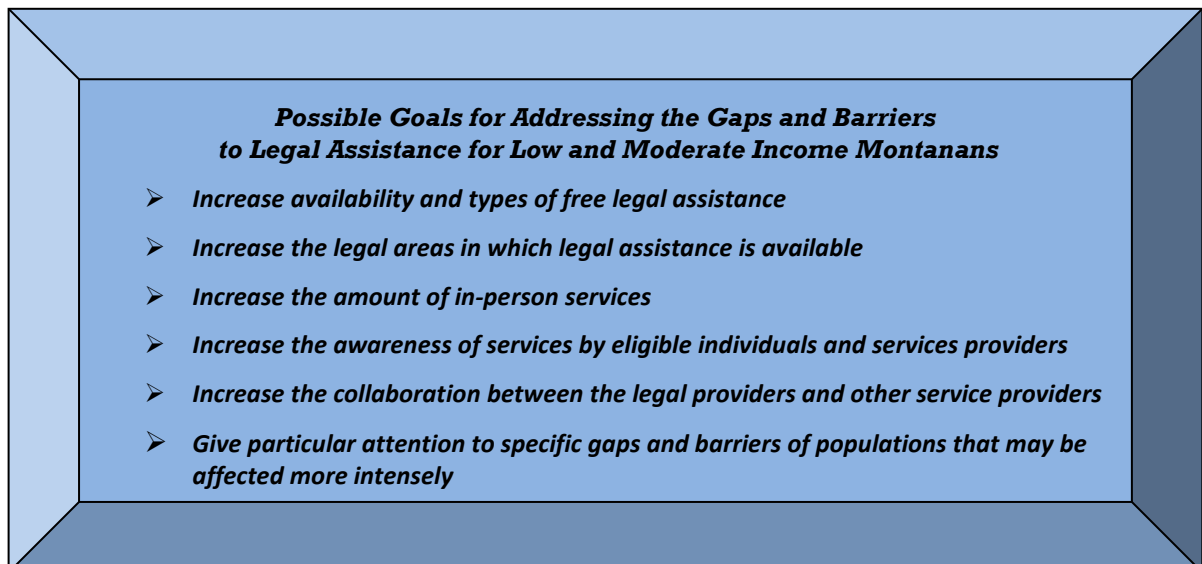 Possible Goals for Addressing the Gaps and Barriers
to Legal Assistance for Low and Moderate Income Montanans
➢ Increase availability and types of free legal assistance
➢ Increase the legal areas in which legal assistance is available
➢ Increase the amount of in-person services
➢ Increase the awareness of services by eligible individuals and services providers
➢ Increase the collaboration between the legal providers and other service providers
➢ Give particular attention to specific gaps and barriers of populations that may be
affected more intensely